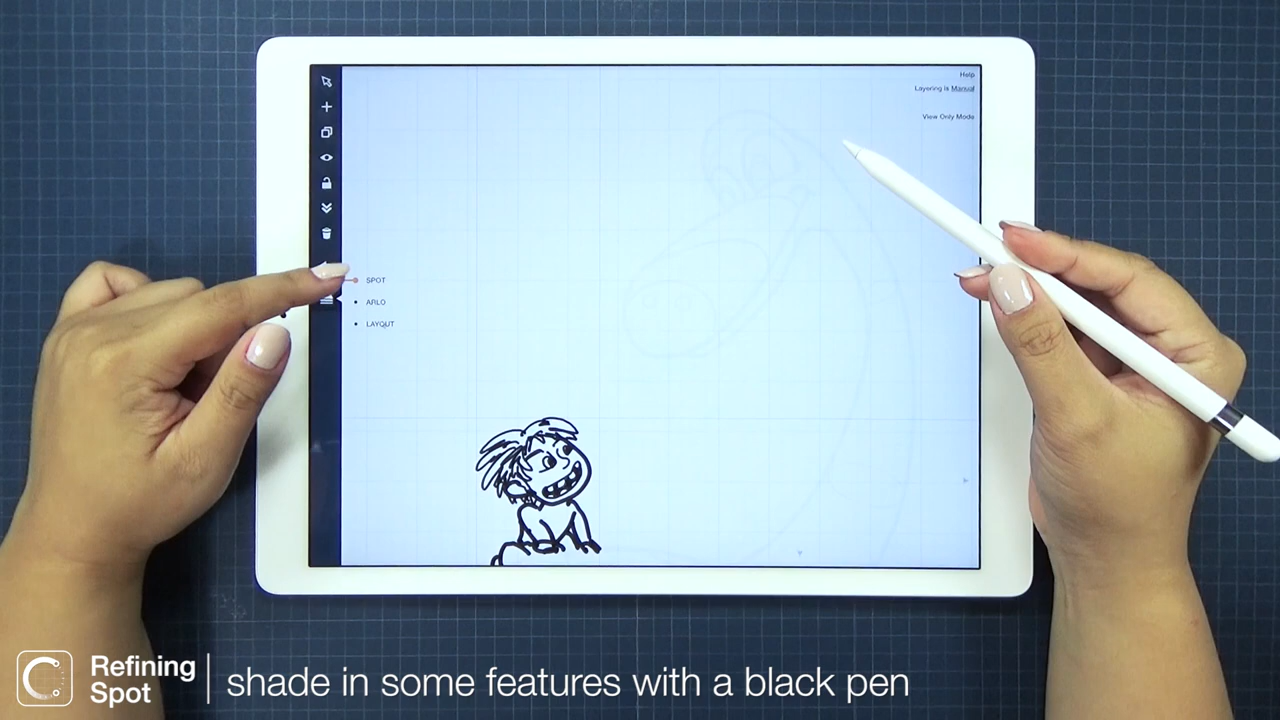 Help
Layering is Manual
View Only Mode
SPOT
ARLO
LAYOUT
Refining
Spot
shade in some features with a black pen